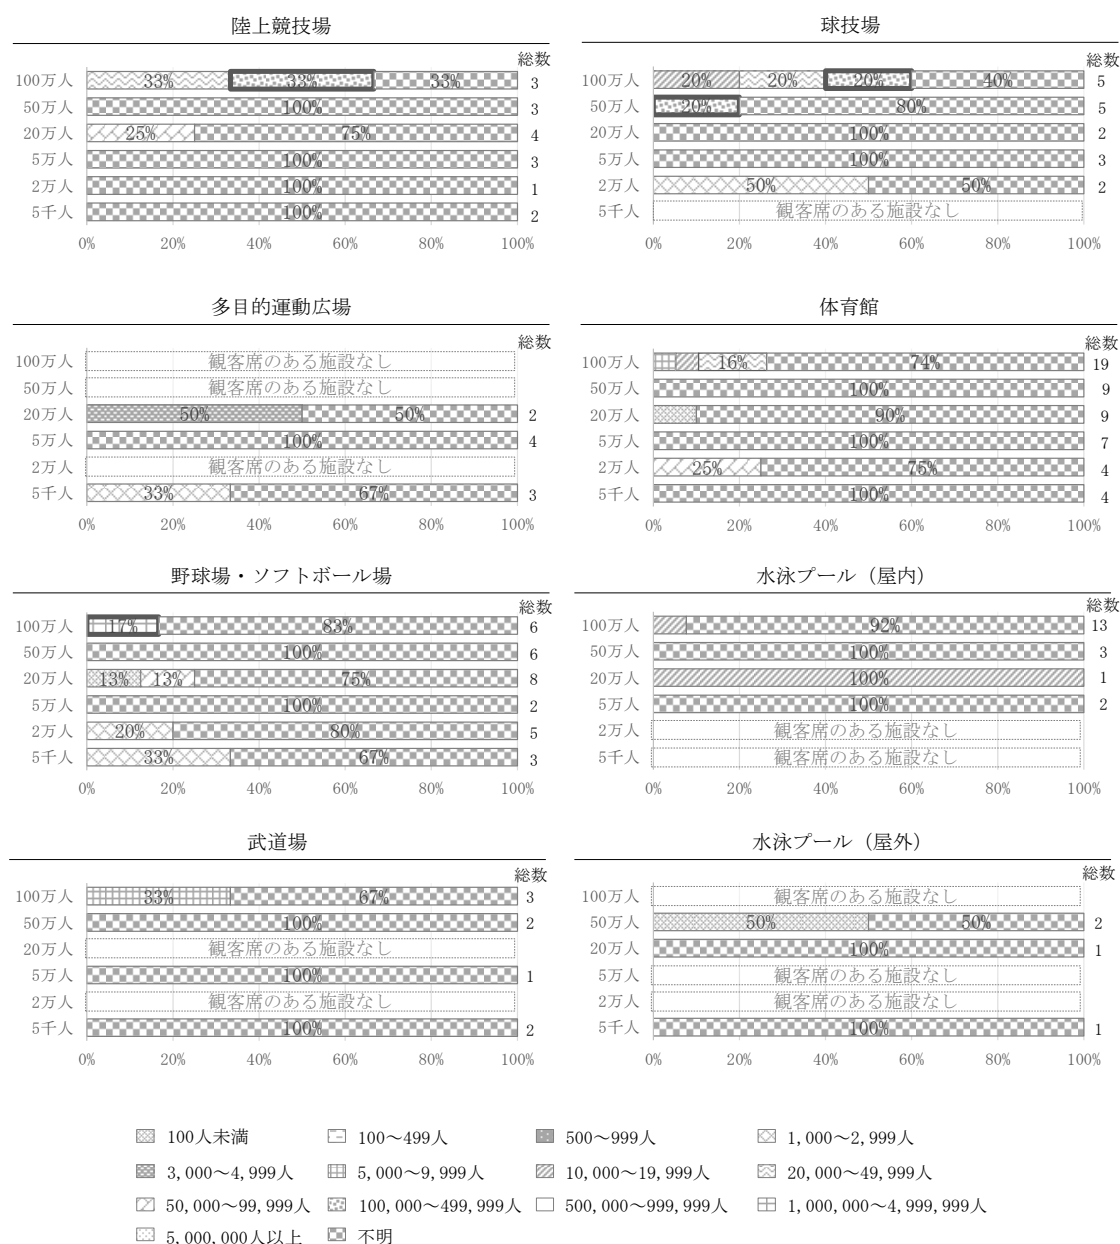 陸上競技場
総数
100万人 33% 33% 33% 3
50万人 100% 3
20万人 25% 75% 4
5万人 100% 3
2万人 100% 1
5千人 100% 2
0% 20% 40% 60% 80% 100%
球技場
総数
100万人 20% 20% 20% 40% 5
50万人 20% 80% 5
20万人 100% 2
5万人 100% 3
2万人 50% 50% 2
5千人 観客席のある施設なし
0% 20% 40% 60% 80% 100%
多目的運動広場
総数
100万人 観客席のある施設なし
50万人 観客席のある施設なし
20万人 50% 50% 2
5万人 100% 4
2万人 観客席のある施設なし
5千人 33% 67% 3
0% 20% 40% 60% 80% 100%
体育館
総数
100万人 16% 74% 19
50万人 100% 9
20万人 90% 9
5万人 100% 7
2万人 25% 75% 4
5千人 100% 4
0% 20% 40% 60% 80% 100%
野球場・ソフトボール場
総数
100万人 17% 83% 6
50万人 100% 6
20万人 13% 13% 75% 8
5万人 100% 2
2万人 20% 80% 5
5千人 33% 67% 3
0% 20% 40% 60% 80% 100%
水泳プール（屋内）
総数
100万人 92% 13
50万人 100% 3
20万人 100% 1
5万人 100% 2
2万人 観客席のある施設なし
5千人 観客席のある施設なし
0% 20% 40% 60% 80% 100%
武道場
総数
100万人 33% 67% 3
50万人 100% 2
20万人 観客席のある施設なし
5万人 100% 1
2万人 観客席のある施設なし
5千人 100% 2
0% 20% 40% 60% 80% 100%
水泳プール（屋外）
総数
100万人 観客席のある施設なし
50万人 50% 50% 2
20万人 100% 1
5万人 観客席のある施設なし
2万人 観客席のある施設なし
5千人 100% 1
0% 20% 40% 60% 80% 100%
100人未満 100～499人 500～999人 1,000～2,999人
3,000～4,999人 5,000～9,999人 10,000～19,999人 20,000～49,999人
50,000～99,999人 100,000～499,999人 500,000～999,999人 1,000,000～4,999,999人
5,000,000人以上 不明